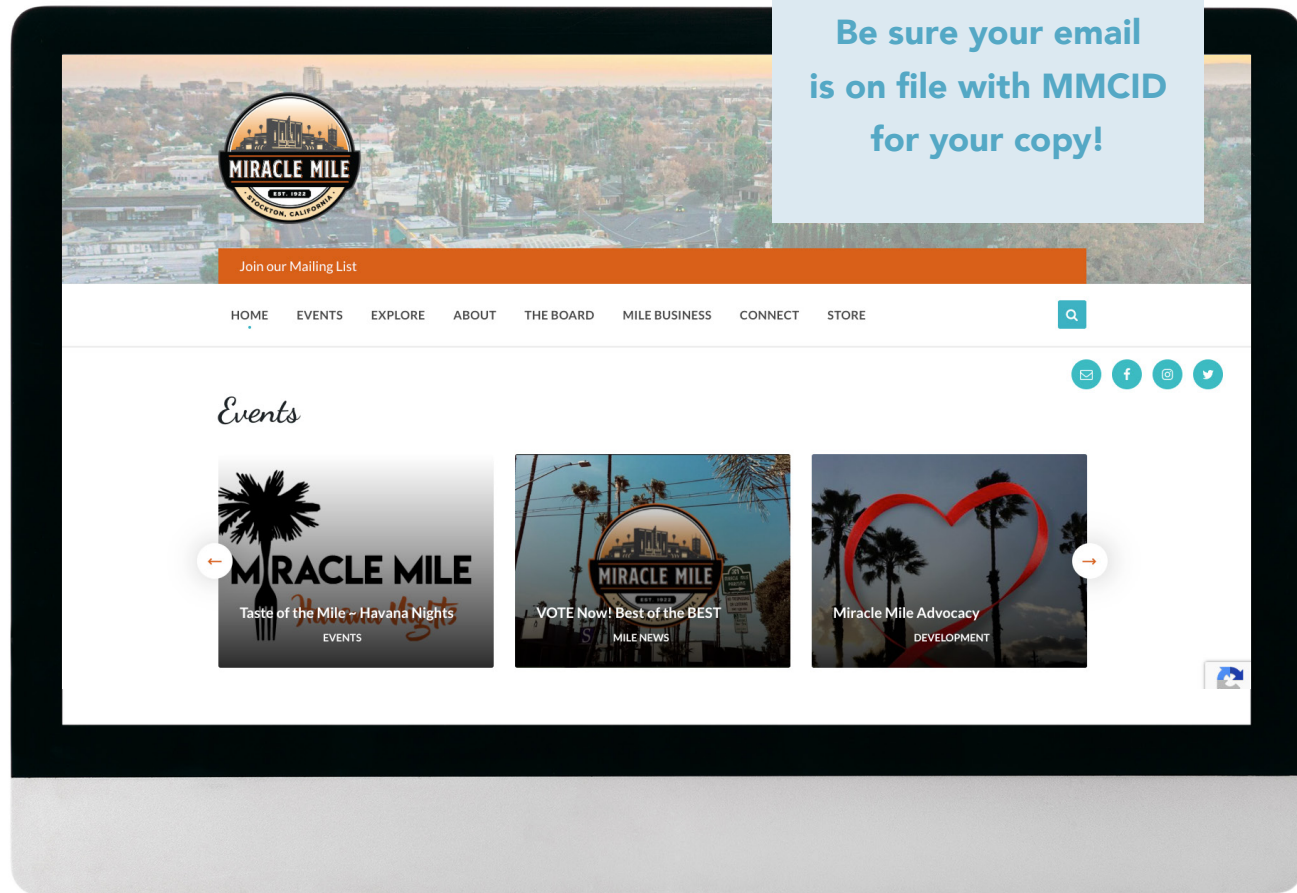 Be sure your email
is on file with MMCID
for your copy!
MIRACLE MILE
EST. 1922
STOCKTON, CALIFORNIA
Join our Mailing List
HOME EVENTS EXPLORE ABOUT THE BOARD MILE BUSINESS CONNECT STORE
Events
MIRACLE MILE
Havana Nights
Taste of the Mile ~ Havana Nights
EVENTS
MIRACLE MILE
EST. 1922
VOTE Now! Best of the BEST
MILE NEWS
Miracle Mile Advocacy
DEVELOPMENT